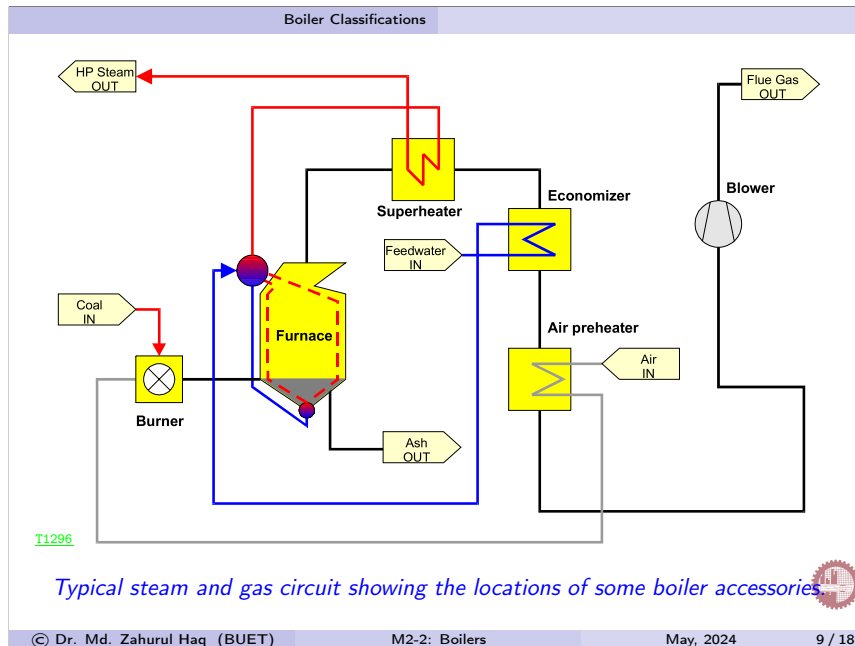 Boiler Classifications
HP Steam
OUT
Flue Gas
OUT
Superheater
Economizer
Blower
Feedwater
IN
Coal
IN
Furnace
Air preheater
Air
IN
Burner
Ash
OUT
T1296
Typical steam and gas circuit showing the locations of some boiler accessories.
© Dr. Md. Zahurul Haq (BUET) M2-2: Boilers May, 2024 9 / 18